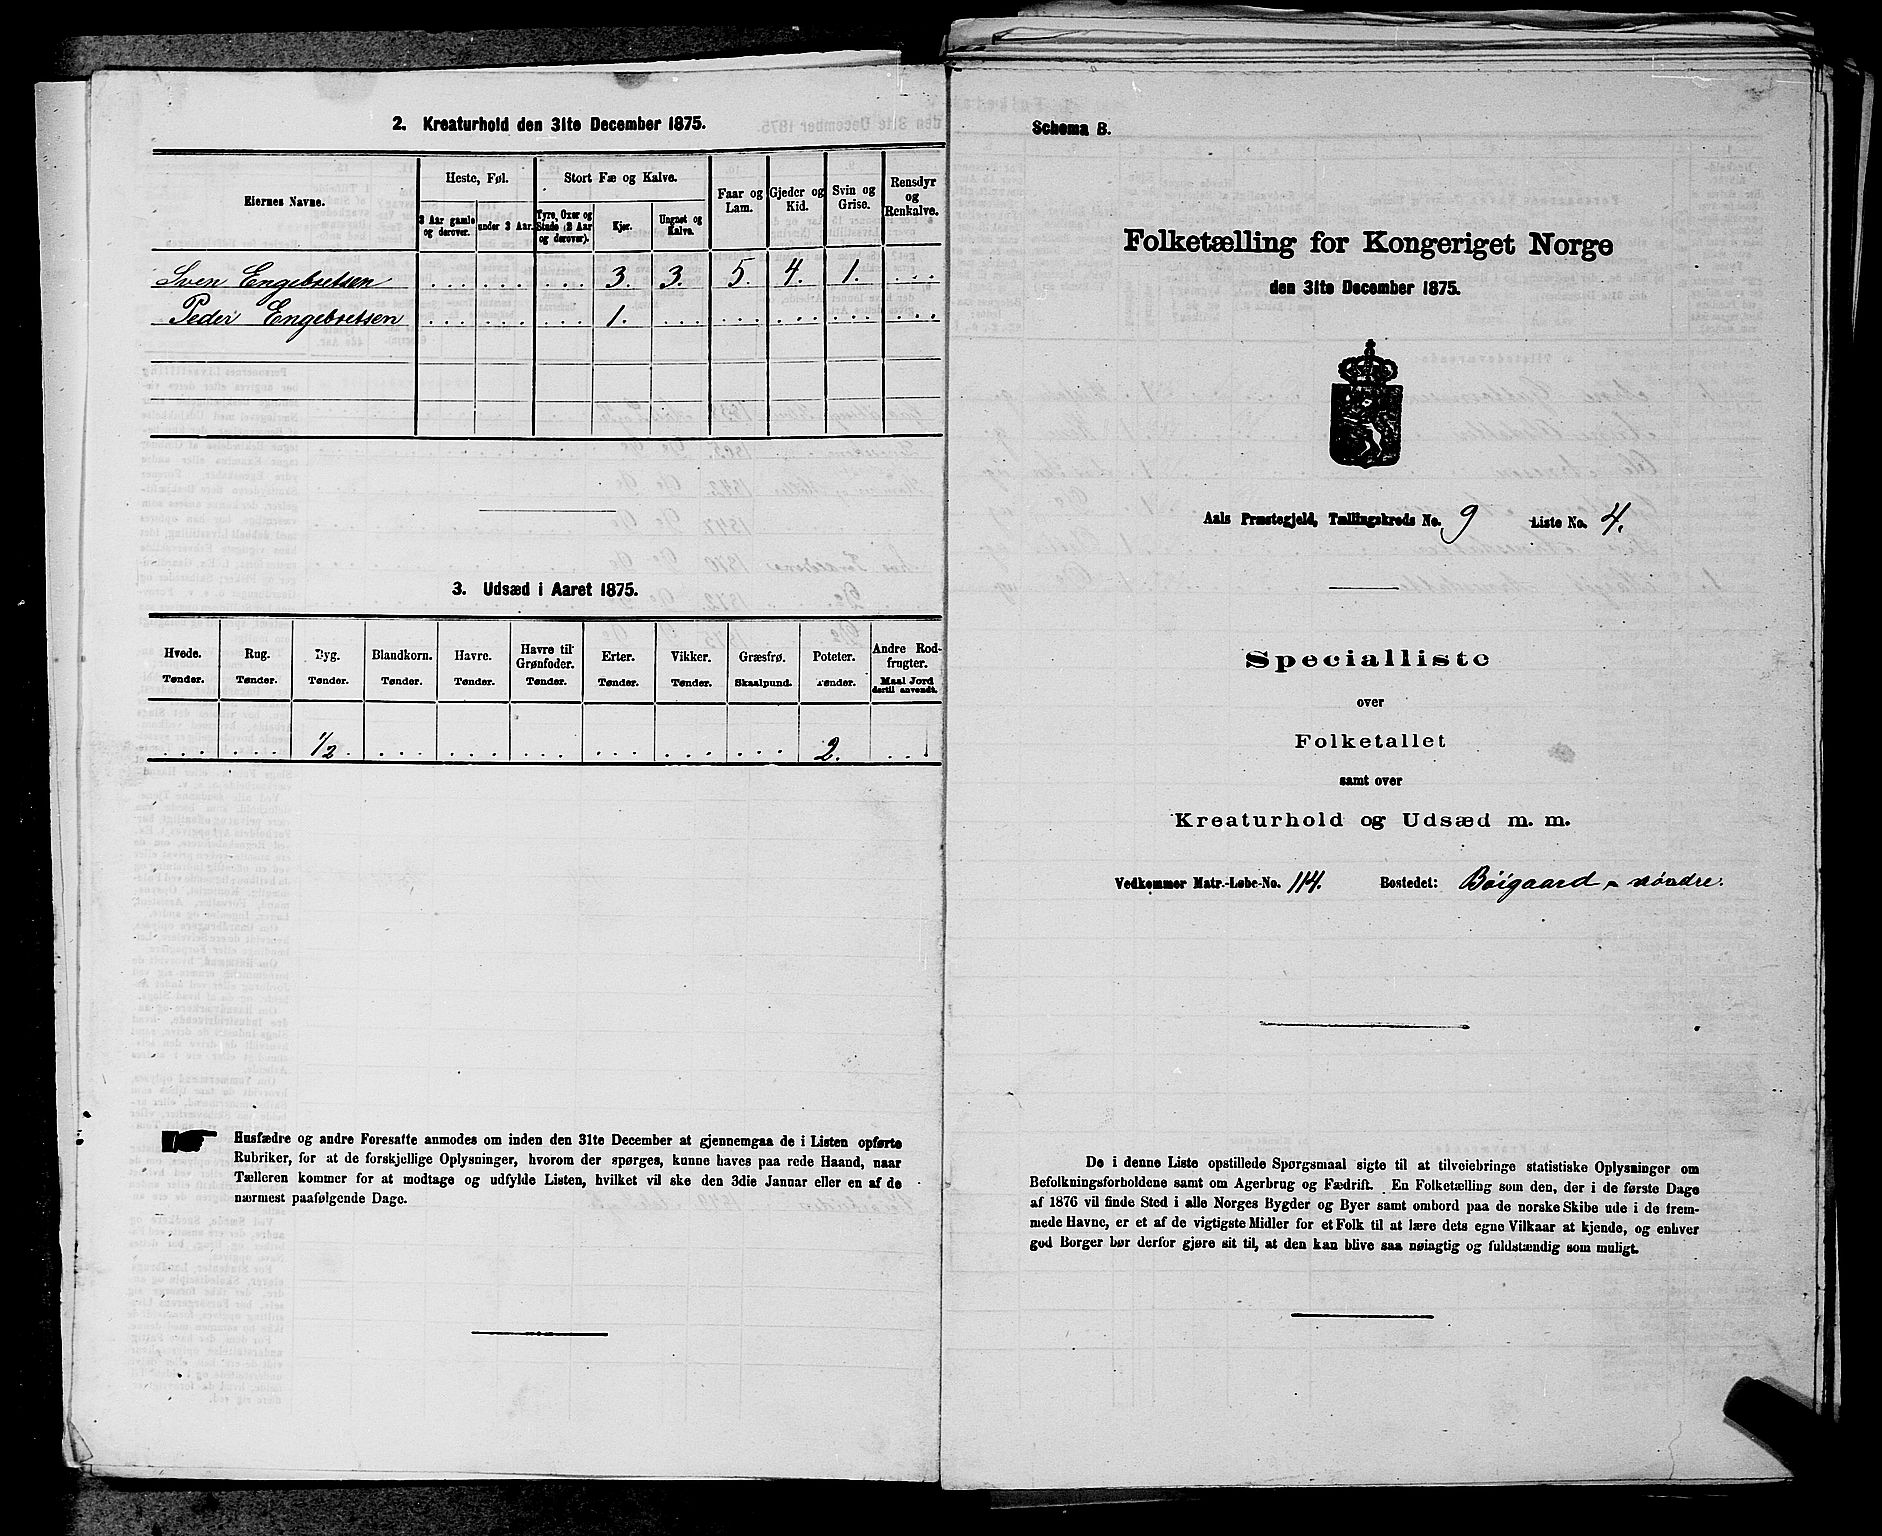 2. Kreaturhold den 31te December 1875.
Eiernes Navne.
Heste, Føl.
Stort Fæ og Kalve.
Faar og Lam.
Gjeder og Kid.
Svin og Grise.
Rensdyr og Renkalve.
3 Aar gamle og derover.
under 3 Aar.
Tyre, Oxer og Stude (2 Aar og derover).
Kjør.
Ungnøt og Kalve.
Sven Engebretsen 3. 3. 5. 4. 1.
Peder Engebretsen 1.
3. Udsæd i Aaret 1875.
Hvede. Rug. Byg. Blandkorn. Havre. Havre til Grønfoder. Erter. Vikker. Græsfrø. Poteter. Andre Rodfrugter.
Tønder. Tønder. Tønder. Tønder. Tønder. Tønder. Tønder. Tønder. Skaalpund. Tønder. Maal Jord dertil anvendt.
1/2. 2.
Husfædre og andre Foresatte anmodes om inden den 31te December at gjennemgaa de i Listen opførte
Rubriker, for at de forskjellige Oplysninger, hvorom der spørges, kunne haves paa rede Haand, naar
Tælleren kommer for at modtage og udfylde Listen, hvilket vil ske den 3die Januar eller en af de
nærmest paafølgende Dage.
Schema B.
Folketælling for Kongeriget Norge
den 31te December 1875.
Aals Præstegjeld, Tællingskreds No. 9 Liste No. 4.
Specialliste
over
Folketallet
samt over
Kreaturhold og Udsæd m. m.
Vedkommer Matr.-Løbe-No. 114. Bostedet: Böigaard nöndre.
De i denne Liste opstillede Spørgsmaal sigte til at tilveiebringe statistiske Oplysninger om
Befolkningsforholdene samt om Agerbrug og Fædrift. En Folketælling som den, der i de første Dage
af 1876 vil finde Sted i alle Norges Bygder og Byer samt ombord paa de norske Skibe ude i de frem-
mede Havne, er et af de vigtigste Midler for et Folk til at lære dets egne Vilkaar at kjende, og enhver
god Borger bør derfor gjøre sit til, at den kan blive saa nøiagtig og fuldstændig som muligt.